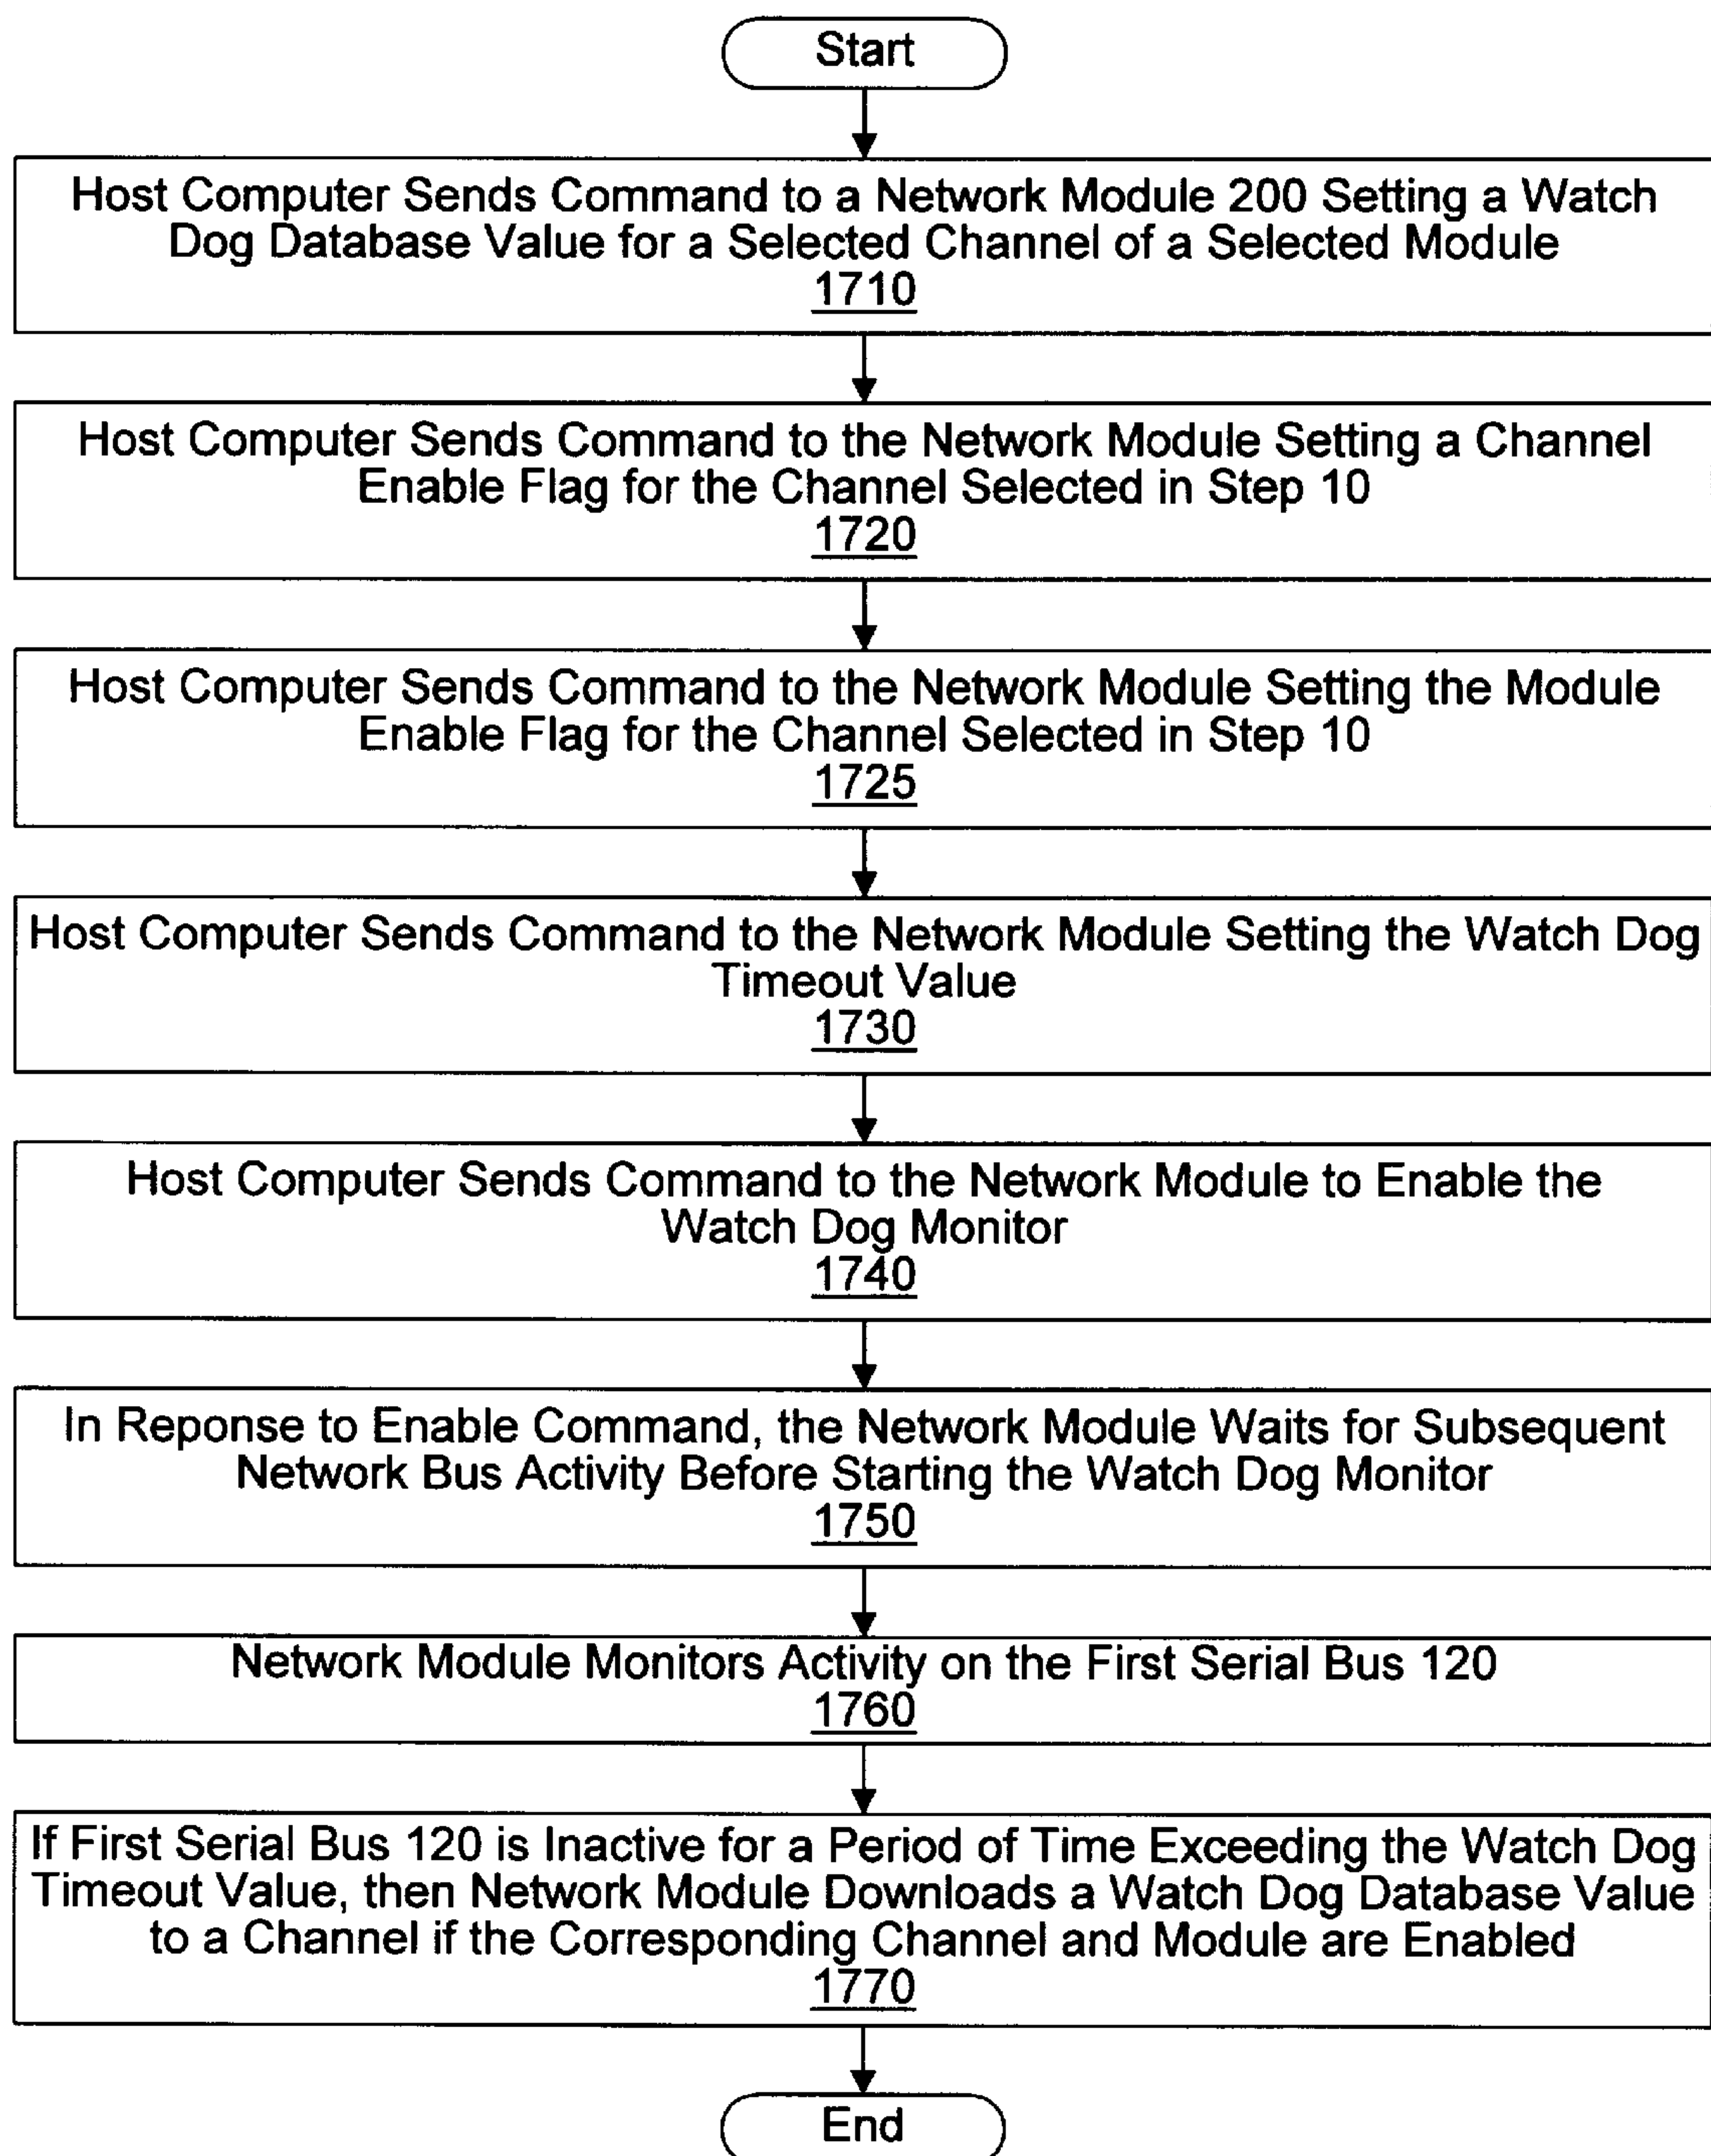 Start
Host Computer Sends Command to a Network Module 200 Setting a Watch
Dog Database Value for a Selected Channel of a Selected Module
1710
Host Computer Sends Command to the Network Module Setting a Channel
Enable Flag for the Channel Selected in Step 10
1720
Host Computer Sends Command to the Network Module Setting the Module
Enable Flag for the Channel Selected in Step 10
1725
Host Computer Sends Command to the Network Module Setting the Watch Dog
Timeout Value
1730
Host Computer Sends Command to the Network Module to Enable the
Watch Dog Monitor
1740
In Reponse to Enable Command, the Network Module Waits for Subsequent
Network Bus Activity Before Starting the Watch Dog Monitor
1750
Network Module Monitors Activity on the First Serial Bus 120
1760
If First Serial Bus 120 is Inactive for a Period of Time Exceeding the Watch Dog
Timeout Value, then Network Module Downloads a Watch Dog Database Value
to a Channel if the Corresponding Channel and Module are Enabled
1770
End